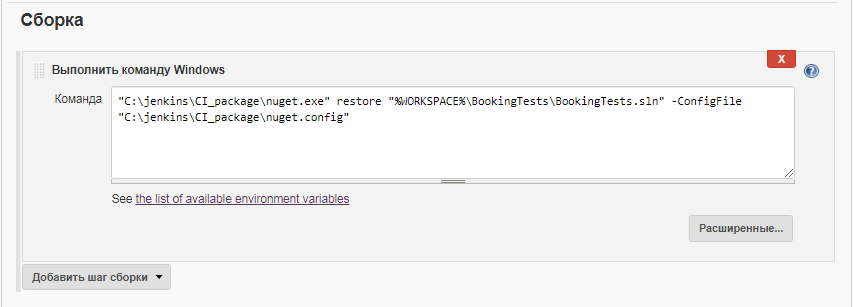 Сборка
X
Выполнить команду Windows
?
Команда
"C:\jenkins\CI_package\nuget.exe" restore "%WORKSPACE%\BookingTests\BookingTests.sln" -ConfigFile
"C:\jenkins\CI_package\nuget.config"
See the list of available environment variables
Расширенные...
Добавить шаг сборки